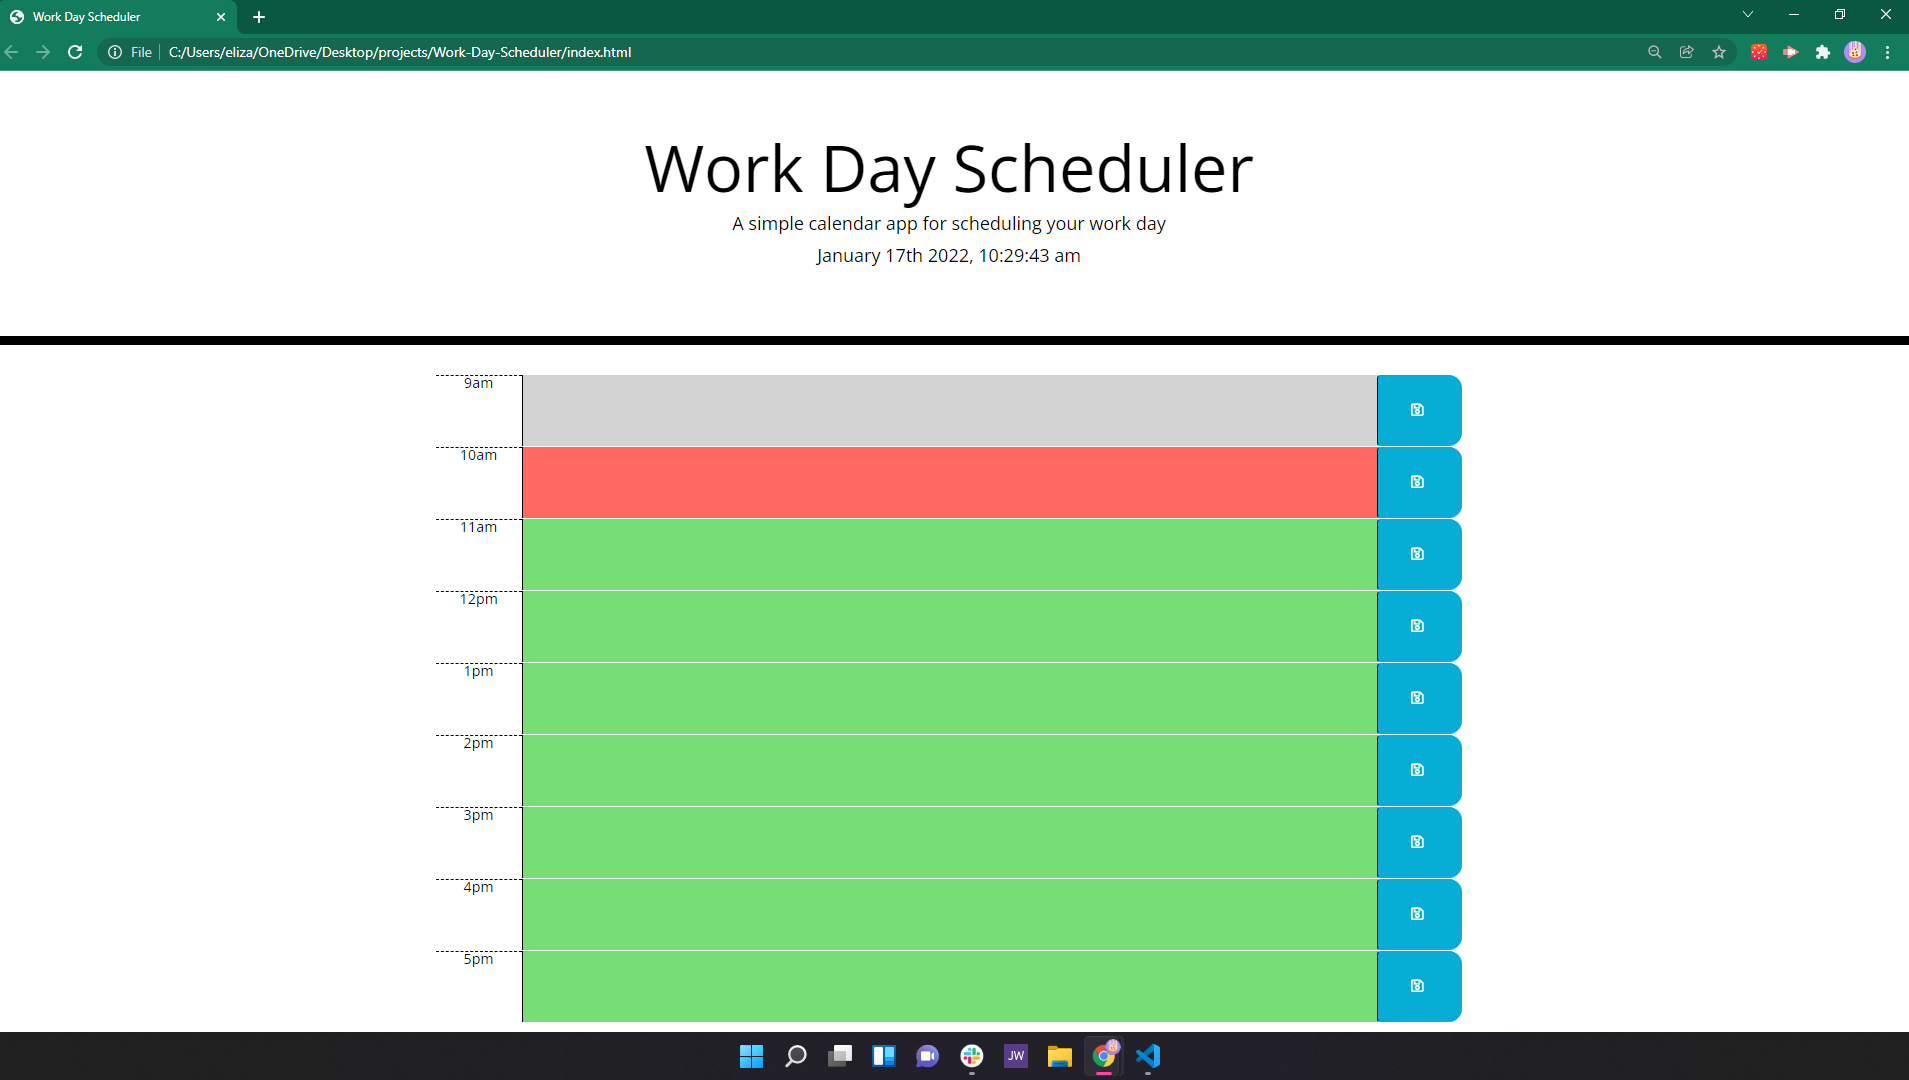 Work Day Scheduler
File
C:/Users/eliza/OneDrive/Desktop/projects/Work-Day-Scheduler/index.html
Work Day Scheduler
A simple calendar app for scheduling your work day
January 17th 2022, 10:29:43 am
9am
10am
11am
12pm
1pm
2pm
3pm
4pm
5pm
JW